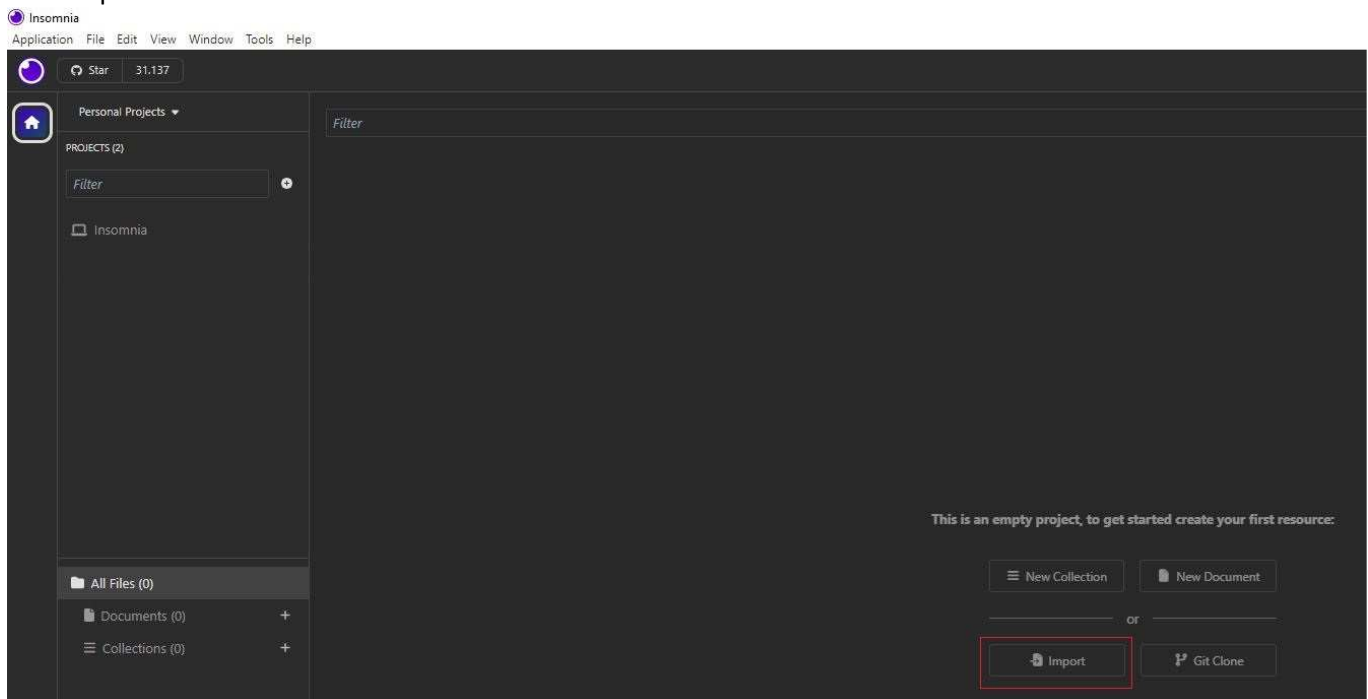 Insomnia
Application File Edit View Window Tools Help
Star 31.137
Personal Projects
Filter
PROJECTS (2)
Filter
Insomnia
This is an empty project, to get started create your first resource:
New Collection New Document
or
Import Git Clone
All Files (0)
Documents (0) +
Collections (0) +